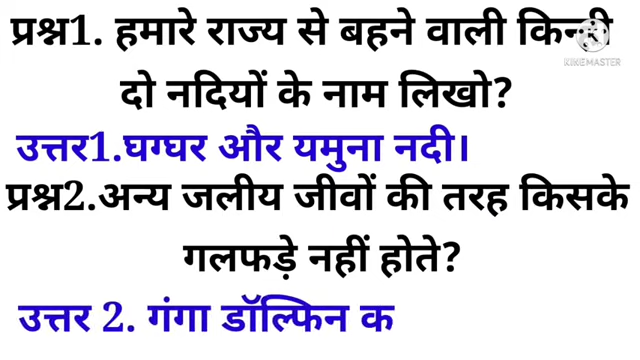 प्रश्न1. हमारे राज्य से बहने वाली किन्ही
दो नदियों के नाम लिखो?
उत्तर1.घग्घर और यमुना नदी।
प्रश्न2.अन्य जलीय जीवों की तरह किसके
गलफड़े नहीं होते?
उत्तर 2. गंगा डॉल्फिन क
KINEMASTER